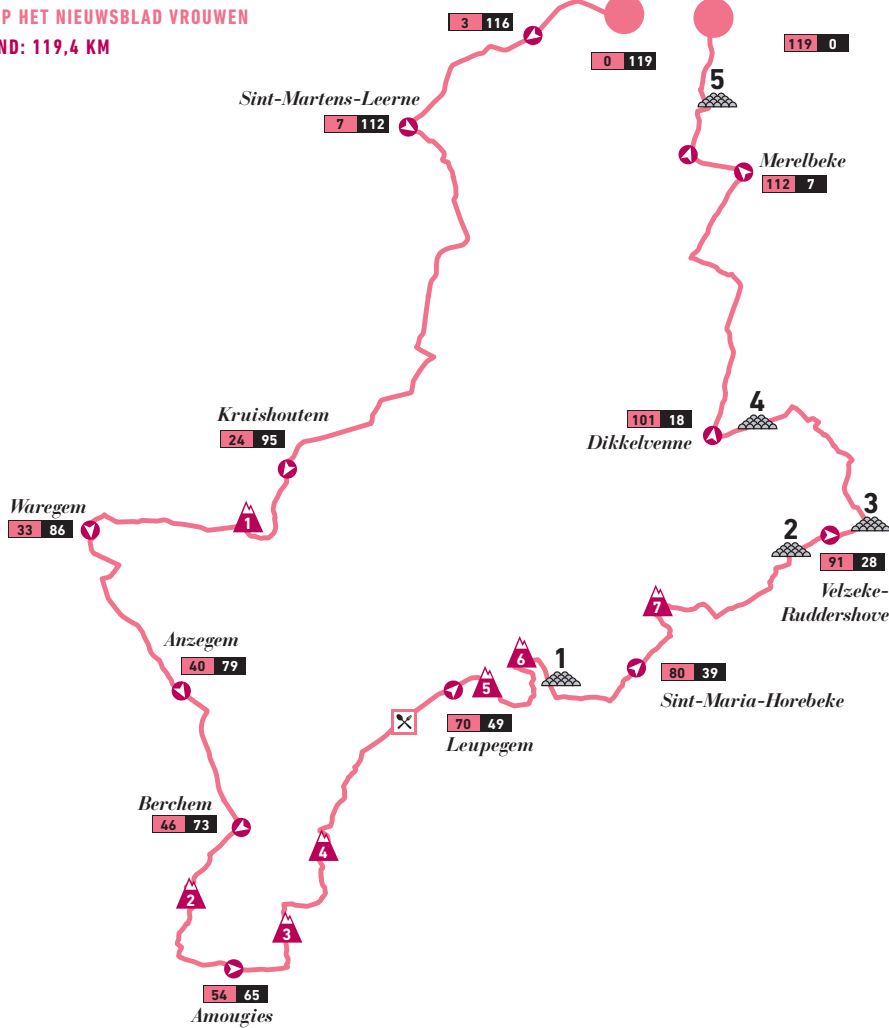 P HET NIEUWSBLAD VROUWEN
ND: 119,4 KM
3 116
0 119
119 0
5
Sint-Martens-Leerne
7 112
Merelbeke
112 7
Kruishoutem
24 95
4
101 18
Dikkelvenne
Waregem
33 86
1
3
2
91 28
Velzeke-
Ruddershove
7
Anzegem
40 79
6
1
5
80 39
Sint-Maria-Horebeke
70 49
Leupegem
Berchem
46 73
4
2
3
54 65
Amougies